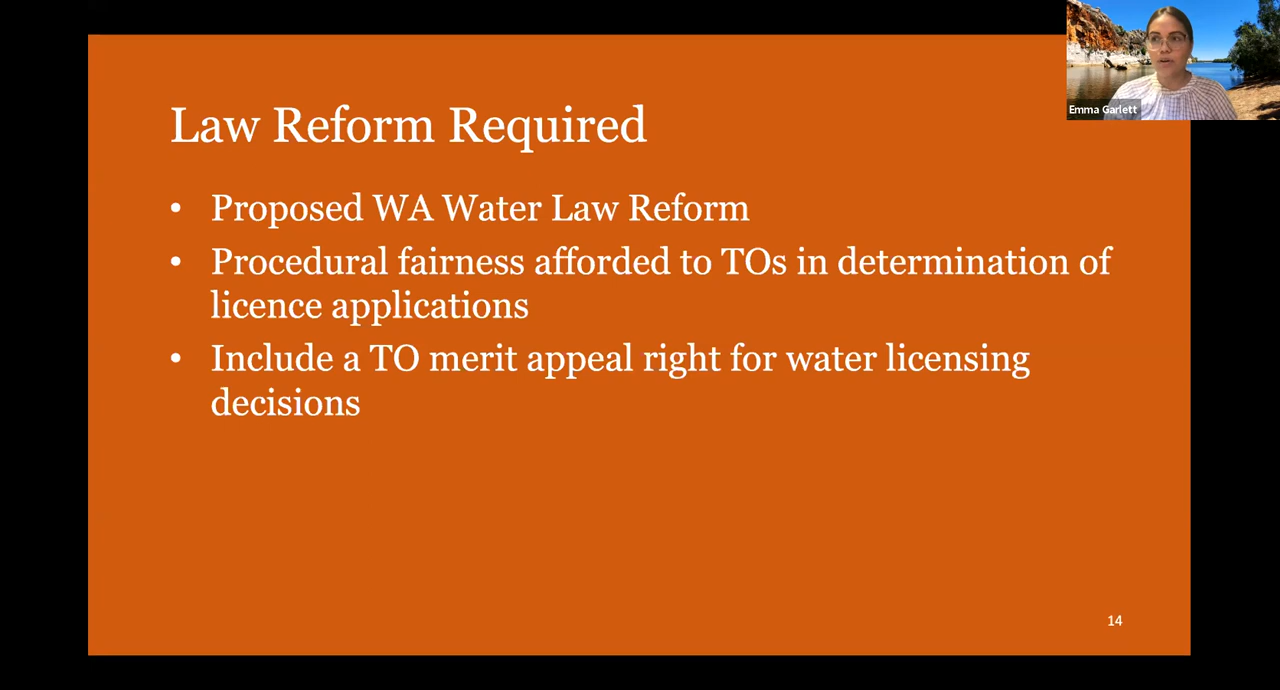 Emma Garlett
Law Reform Required
• Proposed WA Water Law Reform
• Procedural fairness afforded to TOs in determination of
licence applications
• Include a TO merit appeal right for water licensing
decisions
14